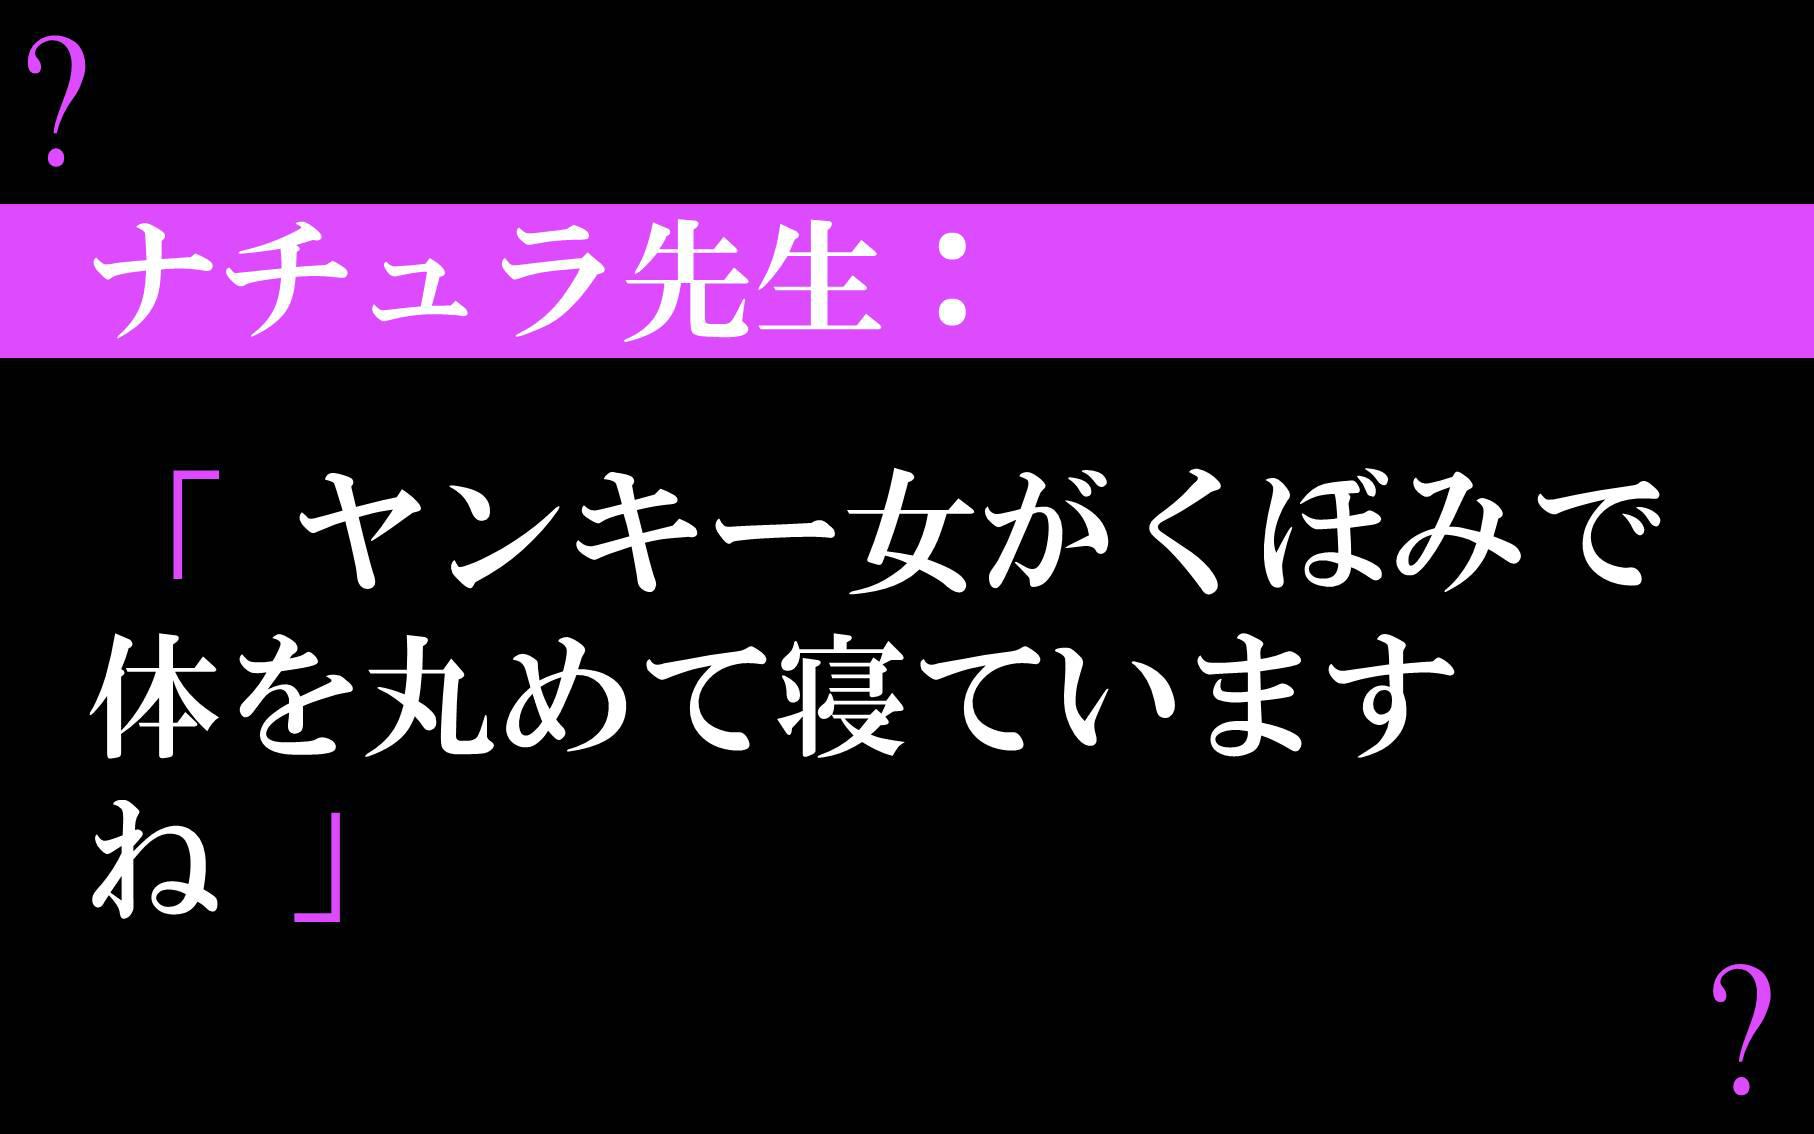 ？
ナチュラ先生：
「 ヤンキー女がくぼみで
体を丸めて寝ています
ね 」
？